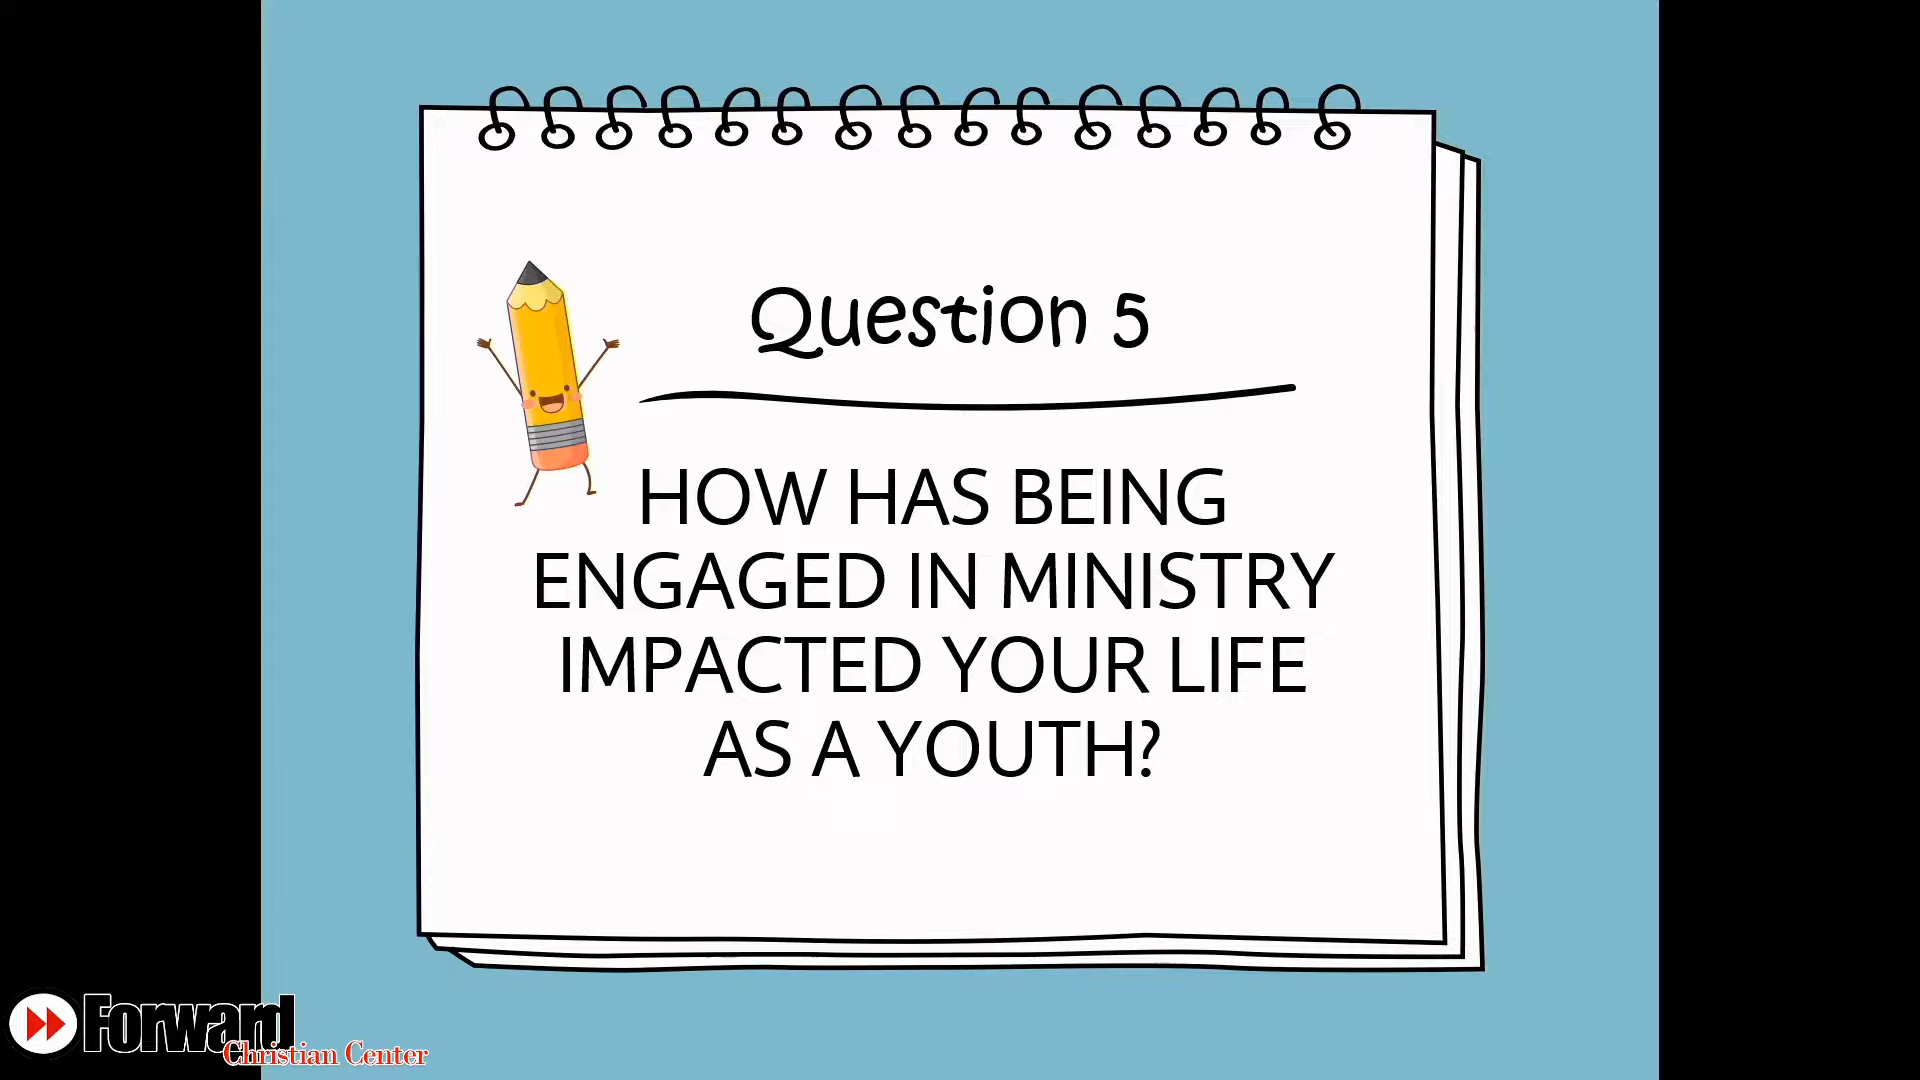 Question 5
HOW HAS BEING
ENGAGED IN MINISTRY
IMPACTED YOUR LIFE
AS A YOUTH?
Forward
Christian Center